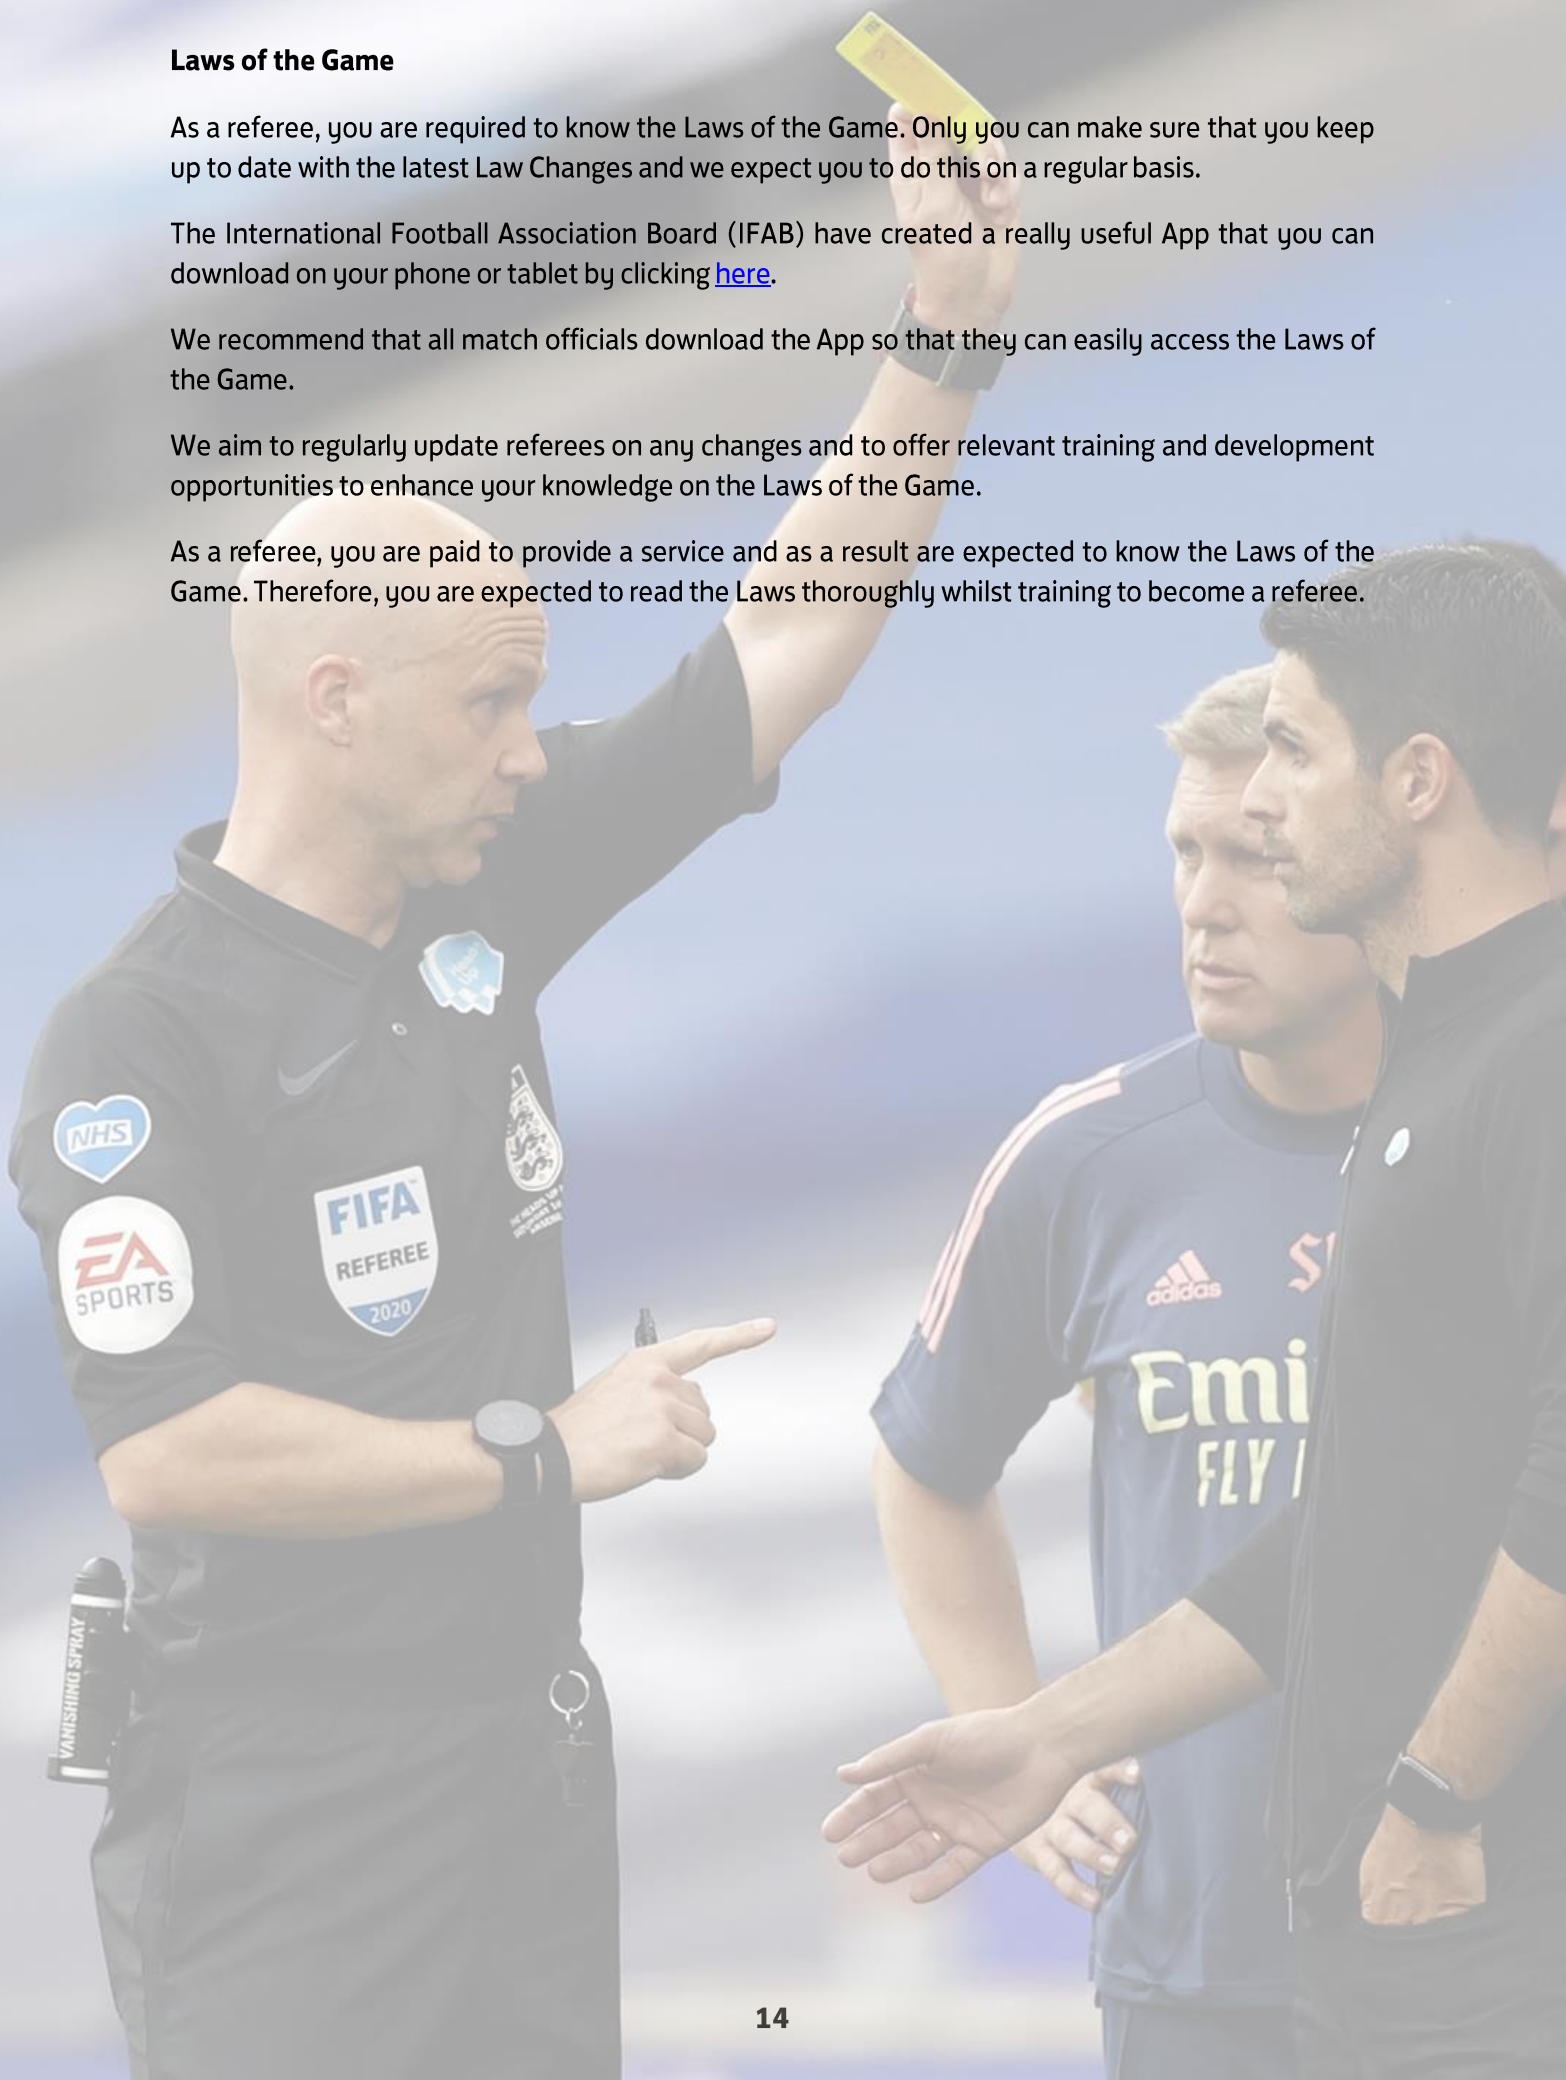 Laws of the Game
As a referee, you are required to know the Laws of the Game. Only you can make sure that you keep
up to date with the latest Law Changes and we expect you to do this on a regular basis.
The International Football Association Board (IFAB) have created a really useful App that you can
download on your phone or tablet by clicking here.
We recommend that all match officials download the App so that they can easily access the Laws of
the Game.
We aim to regularly update referees on any changes and to offer relevant training and development
opportunities to enhance your knowledge on the Laws of the Game.
As a referee, you are paid to provide a service and as a result are expected to know the Laws of the
Game. Therefore, you are expected to read the Laws thoroughly whilst training to become a referee.
Heads
Up
NHS
EA
SPORTS
FIFA
REFEREE
2020
adidas
Emi
FLY
VANISHING SPRAY
14